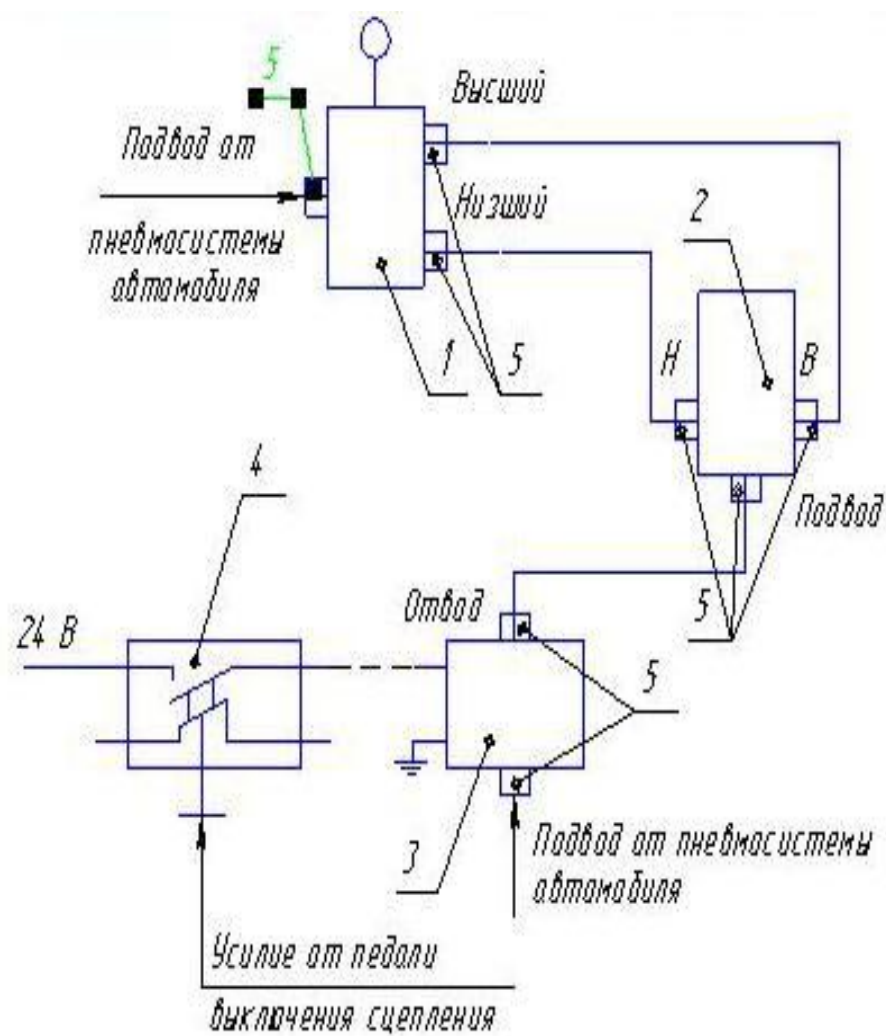 5
Высший
Подвод от
Низший
2
пневмосистемы
автомобиля
1
5
Н
В
4
Подвод
Отвод
5
24 В
5
Подвод от пневмосистемы
автомобиля
3
Усилие от педали
выключения сцепления